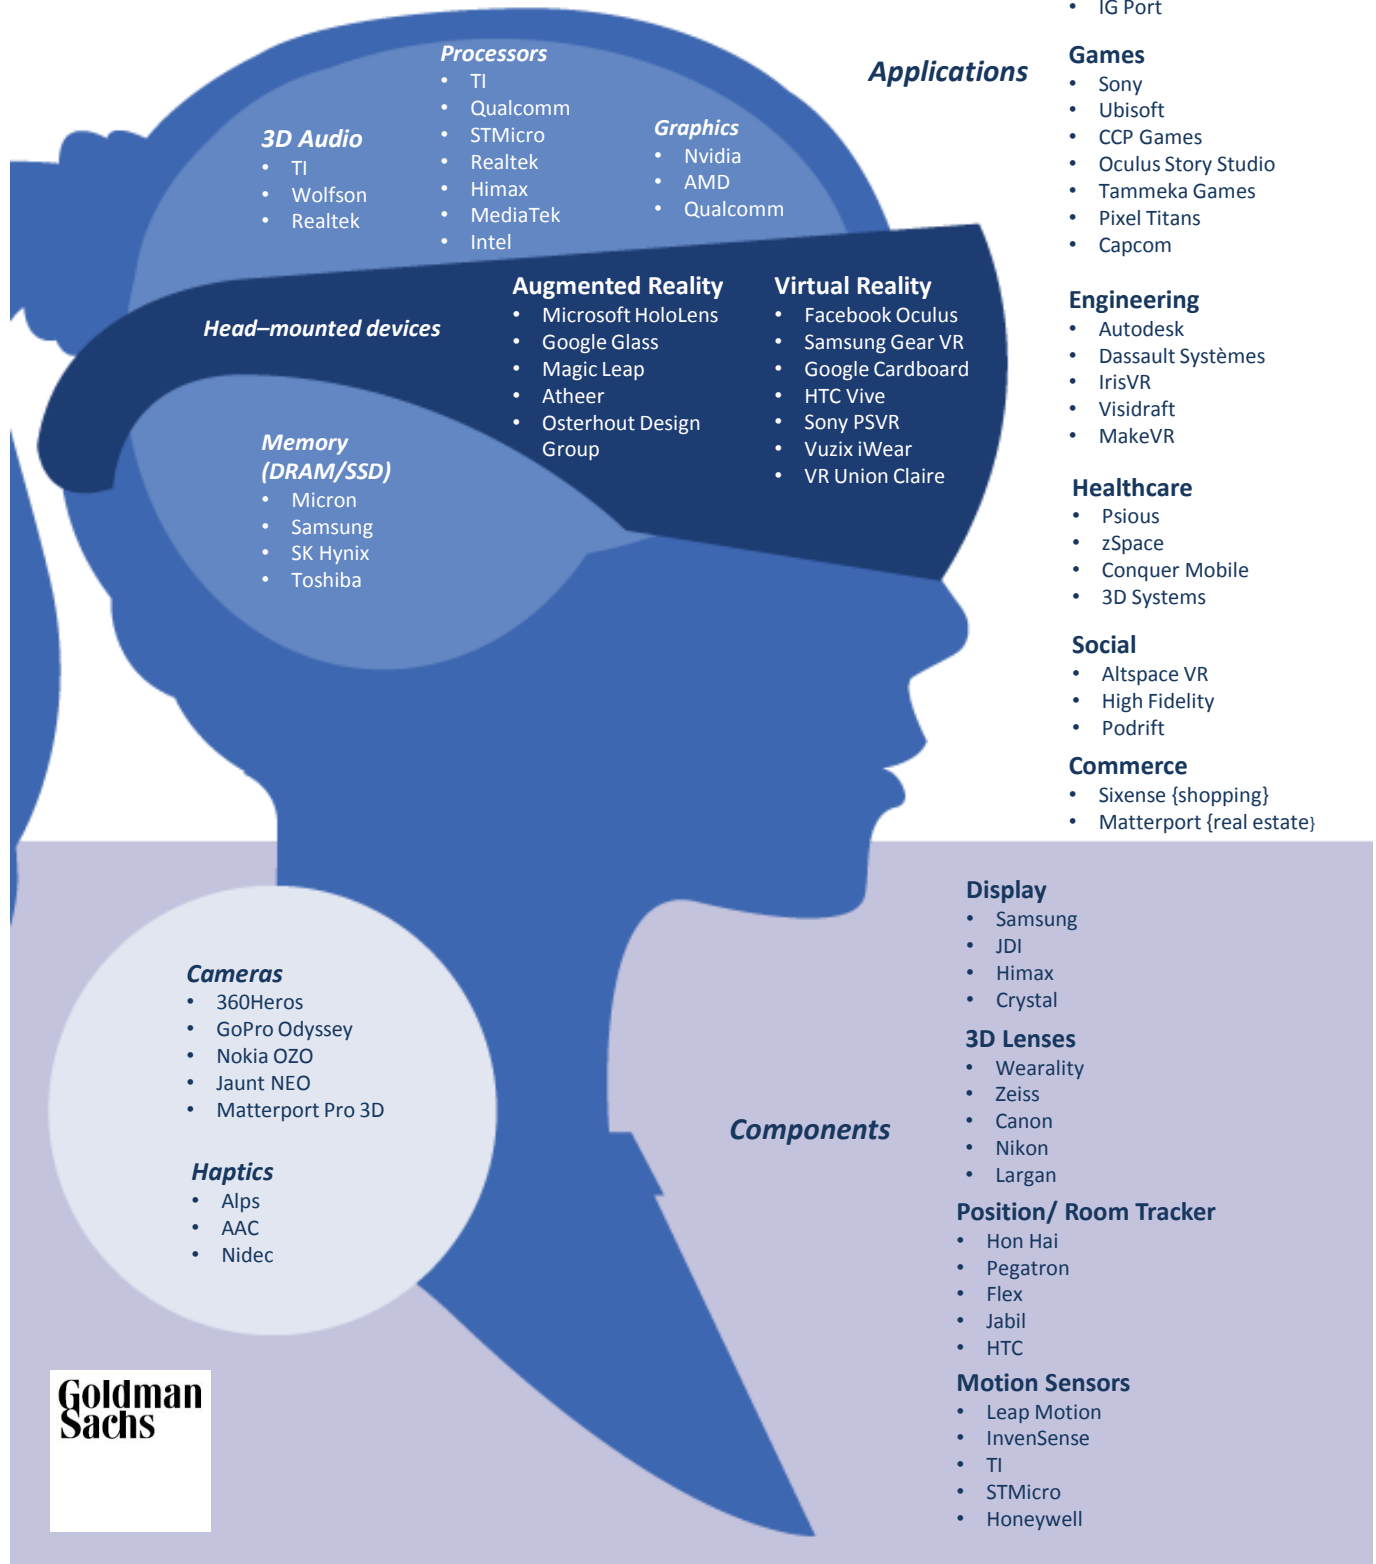 • IG Port
Applications
Games
• Sony
• Ubisoft
• CCP Games
• Oculus Story Studio
• Tammeka Games
• Pixel Titans
• Capcom
Engineering
• Autodesk
• Dassault Systèmes
• IrisVR
• Visidraft
• MakeVR
Healthcare
• Psious
• zSpace
• Conquer Mobile
• 3D Systems
Social
• Altspace VR
• High Fidelity
• Podrift
Commerce
• Sixense {shopping}
• Matterport {real estate}
Processors
• TI
• Qualcomm
• STMicro
• Realtek
• Himax
• MediaTek
• Intel
3D Audio
• TI
• Wolfson
• Realtek
Graphics
• Nvidia
• AMD
• Qualcomm
Head–mounted devices
Augmented Reality
• Microsoft HoloLens
• Google Glass
• Magic Leap
• Atheer
• Osterhout Design
Group
Virtual Reality
• Facebook Oculus
• Samsung Gear VR
• Google Cardboard
• HTC Vive
• Sony PSVR
• Vuzix iWear
• VR Union Claire
Memory
(DRAM/SSD)
• Micron
• Samsung
• SK Hynix
• Toshiba
Cameras
• 360Heros
• GoPro Odyssey
• Nokia OZO
• Jaunt NEO
• Matterport Pro 3D
Haptics
• Alps
• AAC
• Nidec
Components
Display
• Samsung
• JDI
• Himax
• Crystal
3D Lenses
• Wearality
• Zeiss
• Canon
• Nikon
• Largan
Position/ Room Tracker
• Hon Hai
• Pegatron
• Flex
• Jabil
• HTC
Motion Sensors
• Leap Motion
• InvenSense
• TI
• STMicro
• Honeywell
Goldman
Sachs